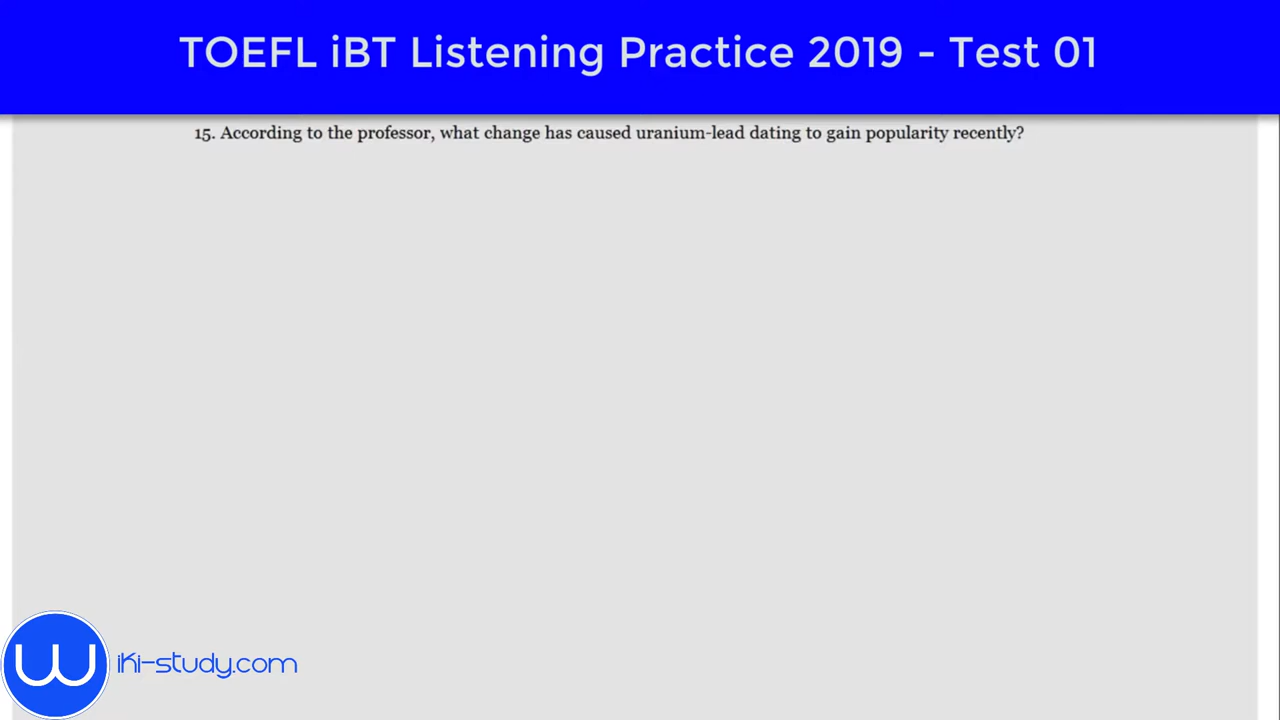 TOEFL iBT Listening Practice 2019 - Test 01
15. According to the professor, what change has caused uranium-lead dating to gain popularity recently?
W iki-study.com